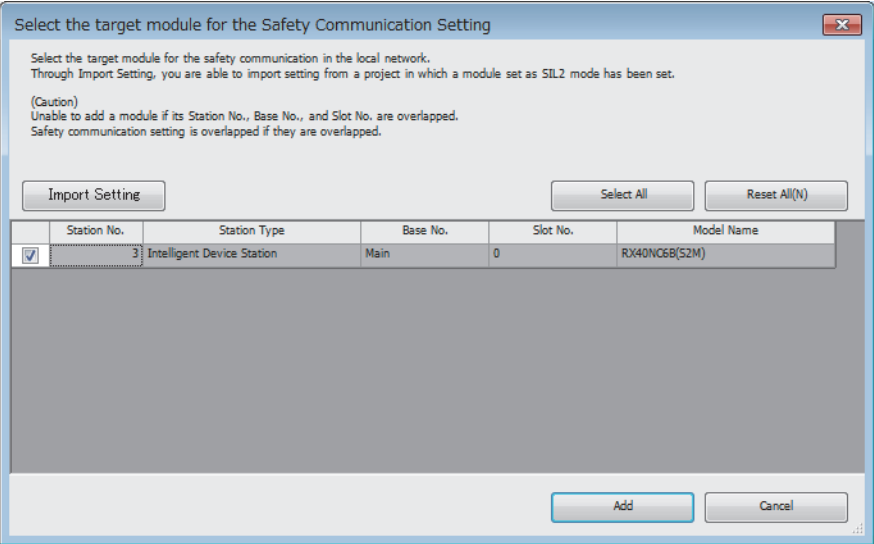 Select the target module for the Safety Communication Setting
Select the target module for the safety communication in the local network.
Through Import Setting, you are able to import setting from a project in which a module set as SIL2 mode has been set.
(Caution)
Unable to add a module if its Station No., Base No., and Slot No. are overlapped.
Safety communication setting is overlapped if they are overlapped.
Import Setting Select All Reset All(N)
Station No. Station Type Base No. Slot No. Model Name
3 Intelligent Device Station Main 0 RX40NC6B(S2M)
Add Cancel